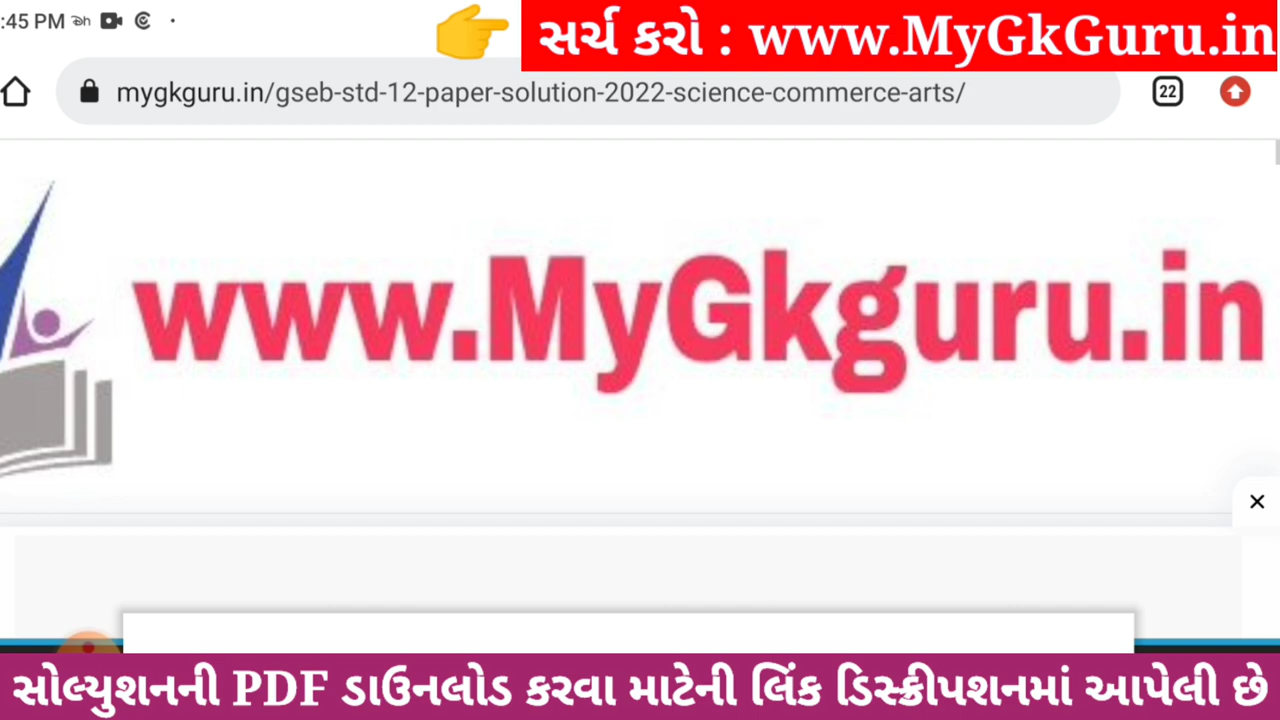 :45 PM
સર્ચ કરો : www.MyGkGuru.in
mygkguru.in/gseb-std-12-paper-solution-2022-science-commerce-arts/
22
www.MyGkguru.in
સોલ્યુશનની PDF ડાઉનલોડ કરવા માટેની લિંક ડિસ્ક્રીપશનમાં આપેલી છે